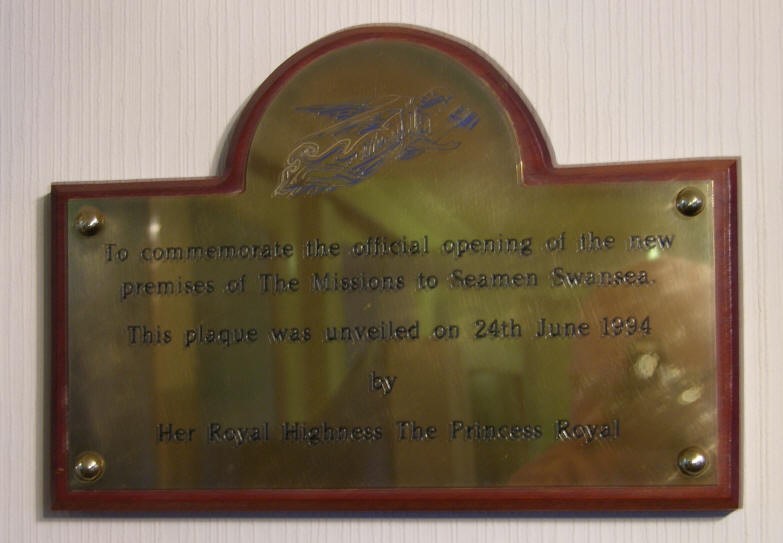 To commemorate the official opening of the new
premises of The Missions to Seamen Swansea.
This plaque was unveiled on 24th June 1994
by
Her Royal Highness The Princess Royal